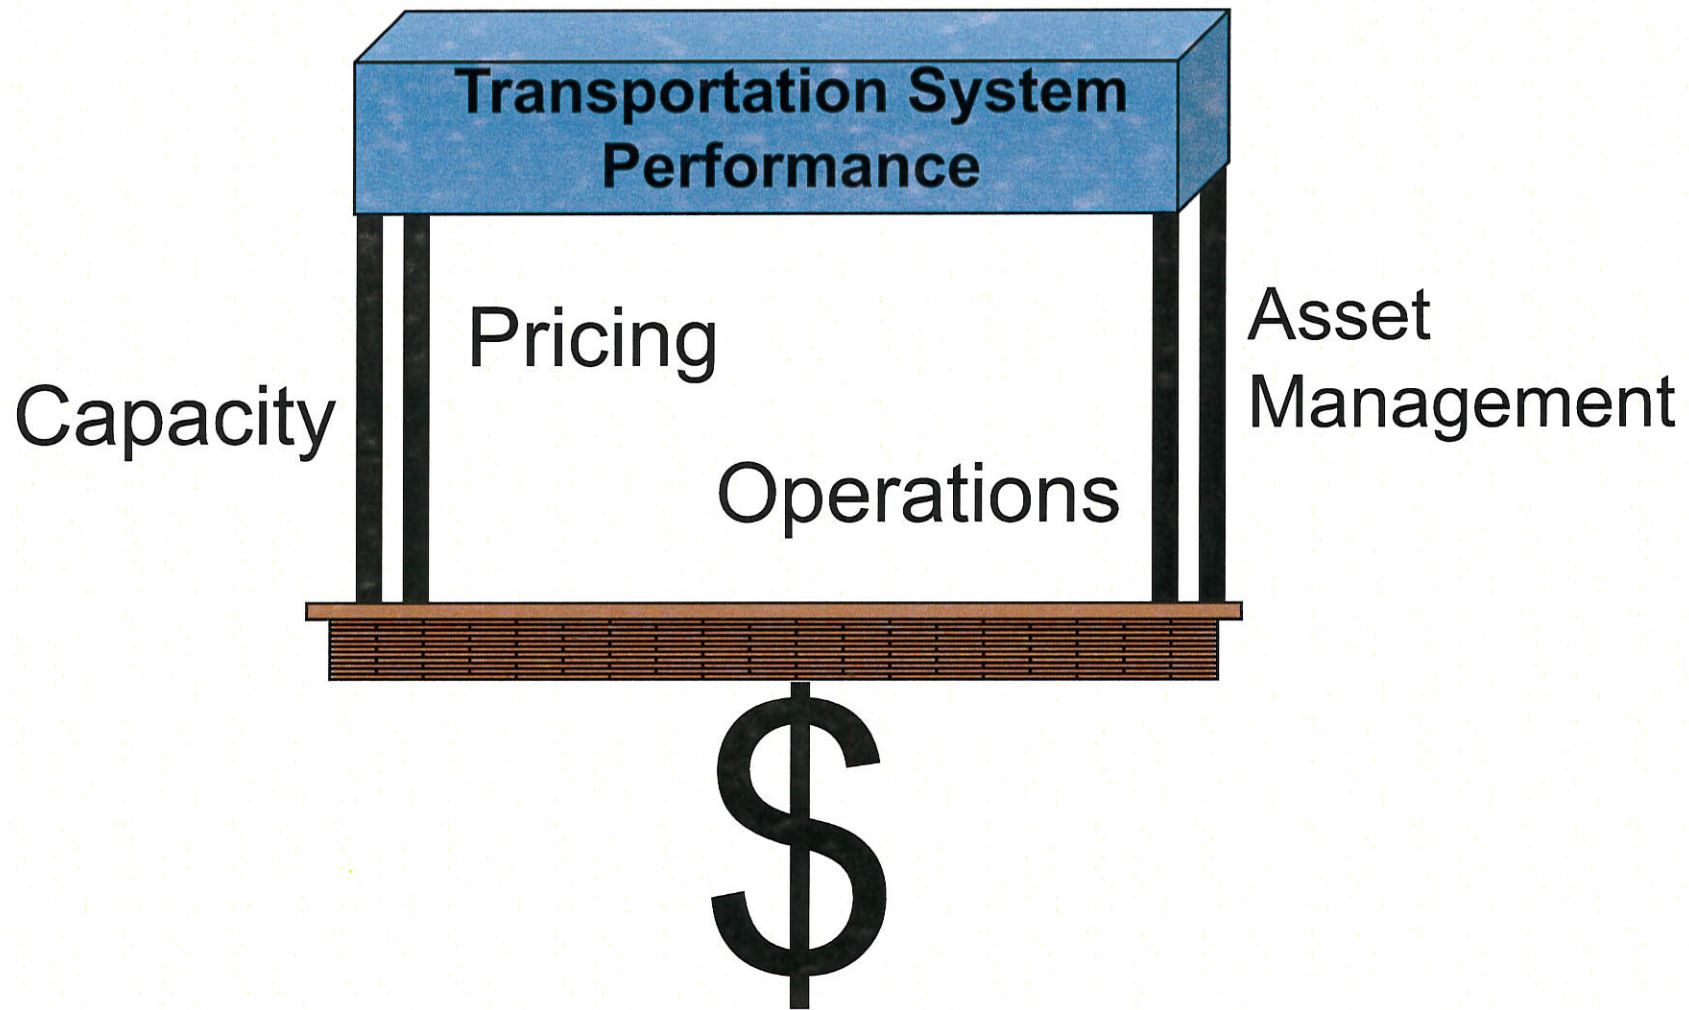 Transportation System
Performance
Pricing
Capacity
Operations
Asset
Management
$